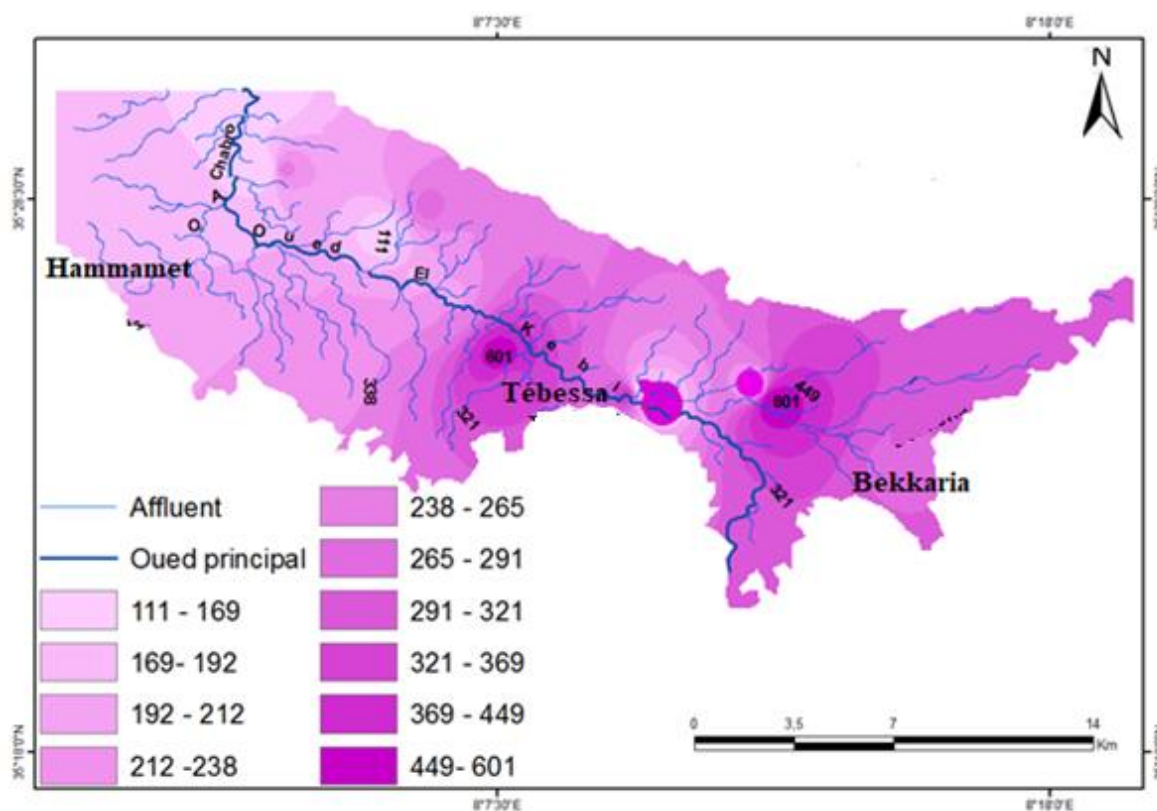 8°7'30"E
8°18'0"E
N
35°28'30"N
Chabro
A
O.
O u e d
111
El
Hammamet
K e b i r
601
449
Tébessa
601
338
321
Bekkaria
321
Affluent
Oued principal
111 - 169
169- 192
192 - 212
212 -238
238 - 265
265 - 291
291 - 321
321 - 369
369 - 449
449- 601
0
3,5
7
14
Km
35°18'0"N
8°7'30"E
8°18'0"E